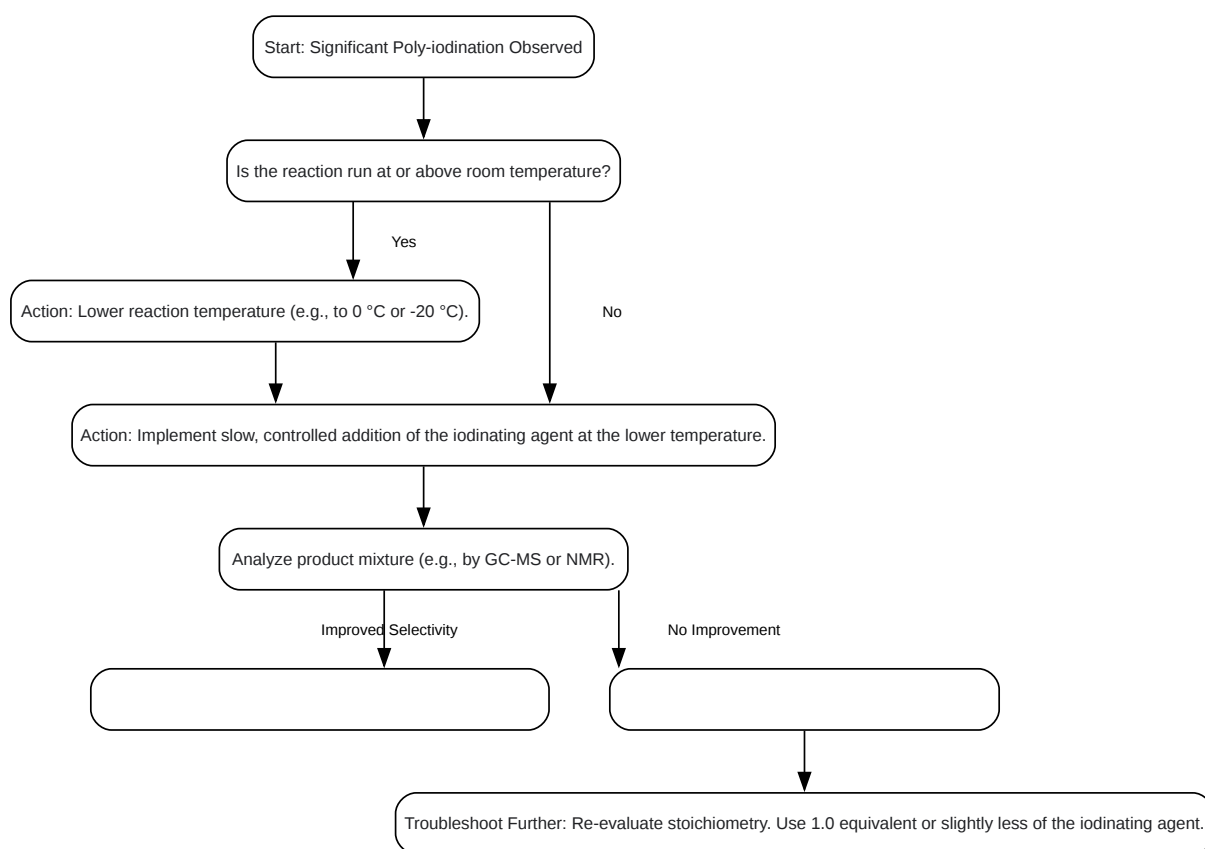 Start: Significant Poly-iodination Observed
Is the reaction run at or above room temperature?
Yes
Action: Lower reaction temperature (e.g., to 0 °C or -20 °C).
No
Action: Implement slow, controlled addition of the iodinating agent at the lower temperature.
Analyze product mixture (e.g., by GC-MS or NMR).
Improved Selectivity
No Improvement
Troubleshoot Further: Re-evaluate stoichiometry. Use 1.0 equivalent or slightly less of the iodinating agent.